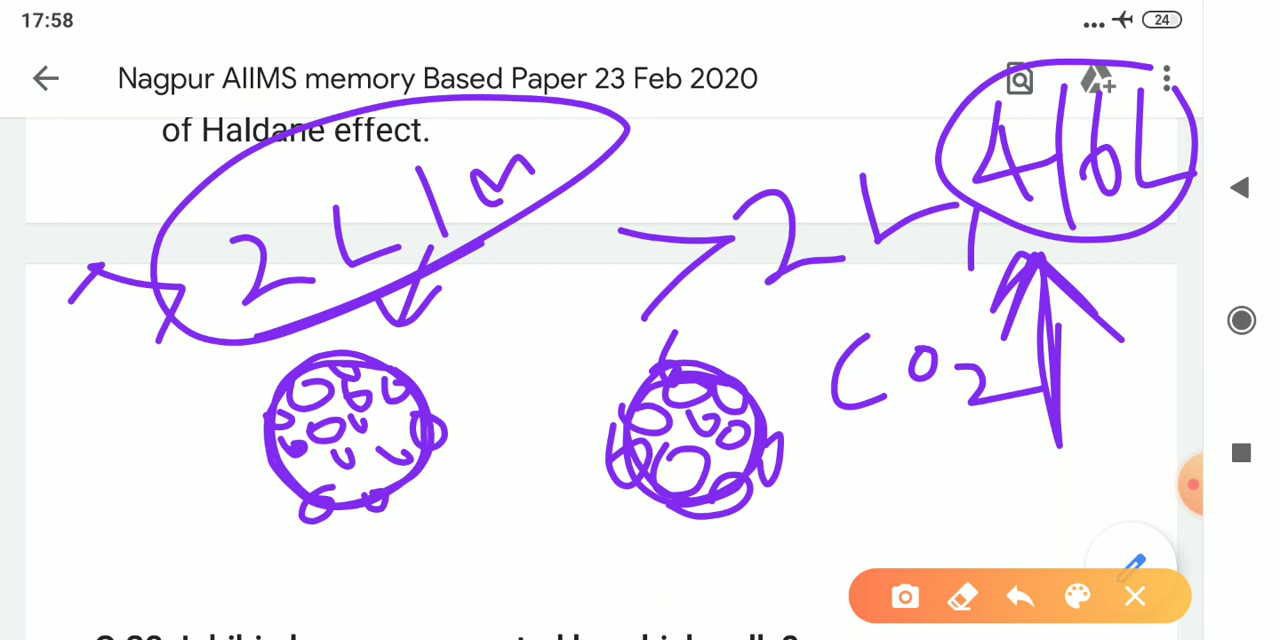 17:58
24
Nagpur AIIMS memory Based Paper 23 Feb 2020
of Haldane effect.
2L/m
>2L/
4/6L
CO2